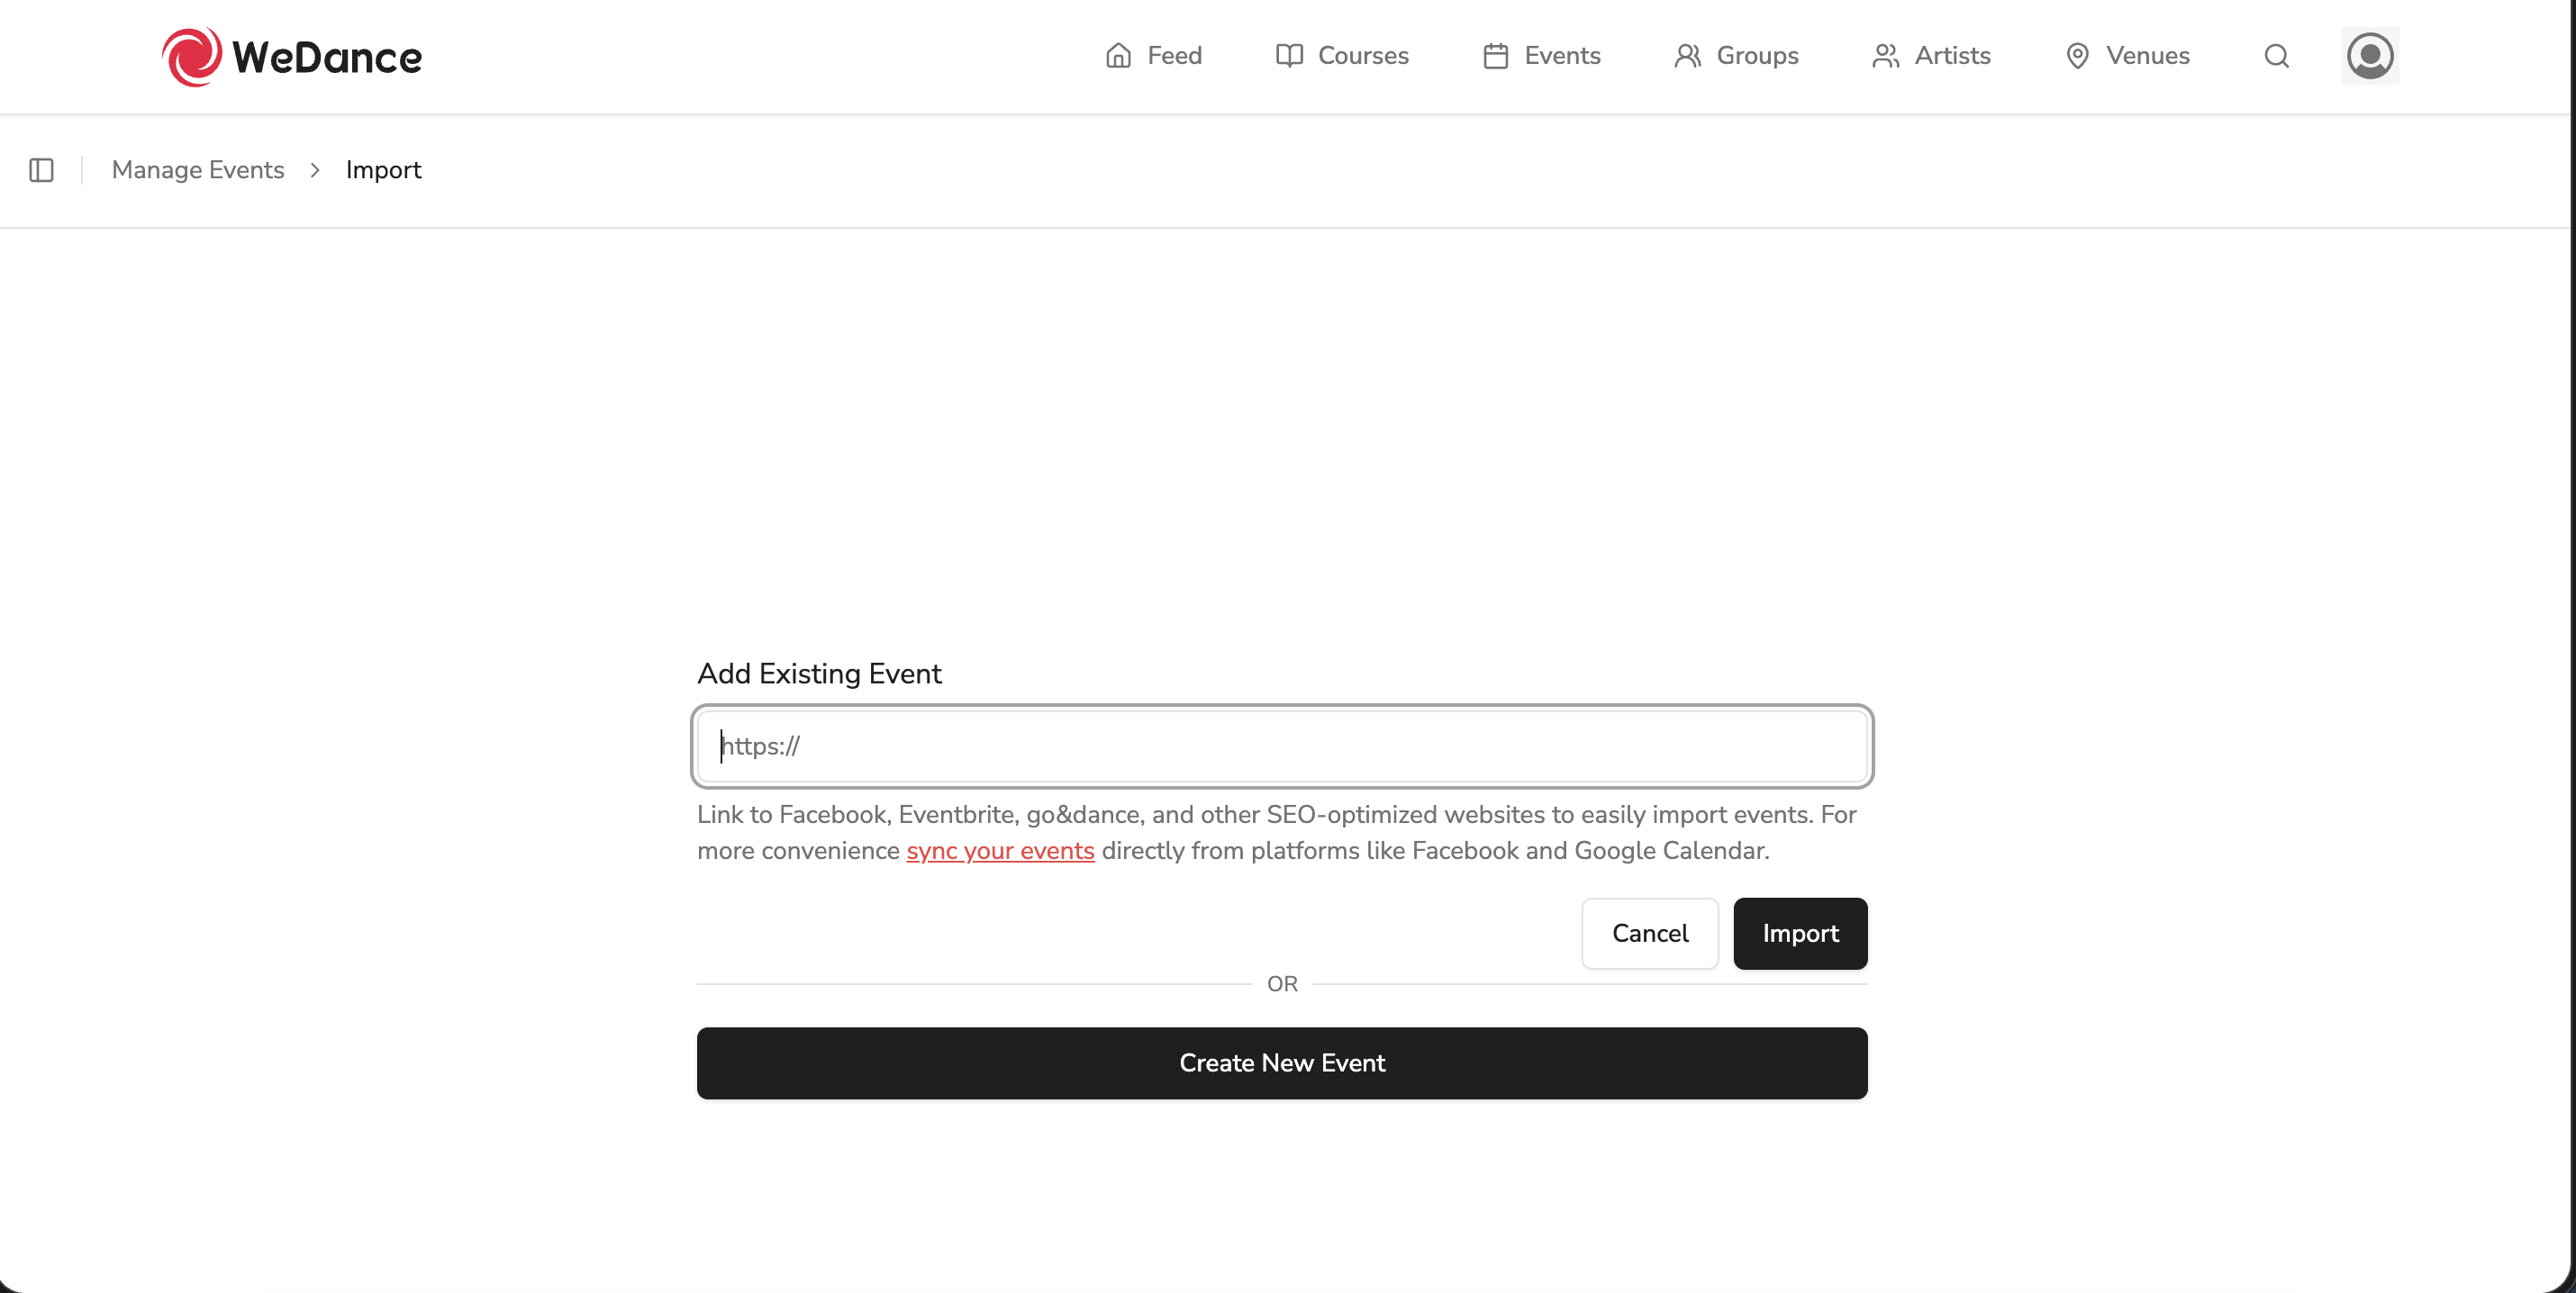 WeDance
Feed
Courses
Events
Groups
Artists
Venues
Manage Events
Import
Add Existing Event
https://
Link to Facebook, Eventbrite, go&dance, and other SEO-optimized websites to easily import events. For
more convenience sync your events directly from platforms like Facebook and Google Calendar.
Cancel
Import
OR
Create New Event